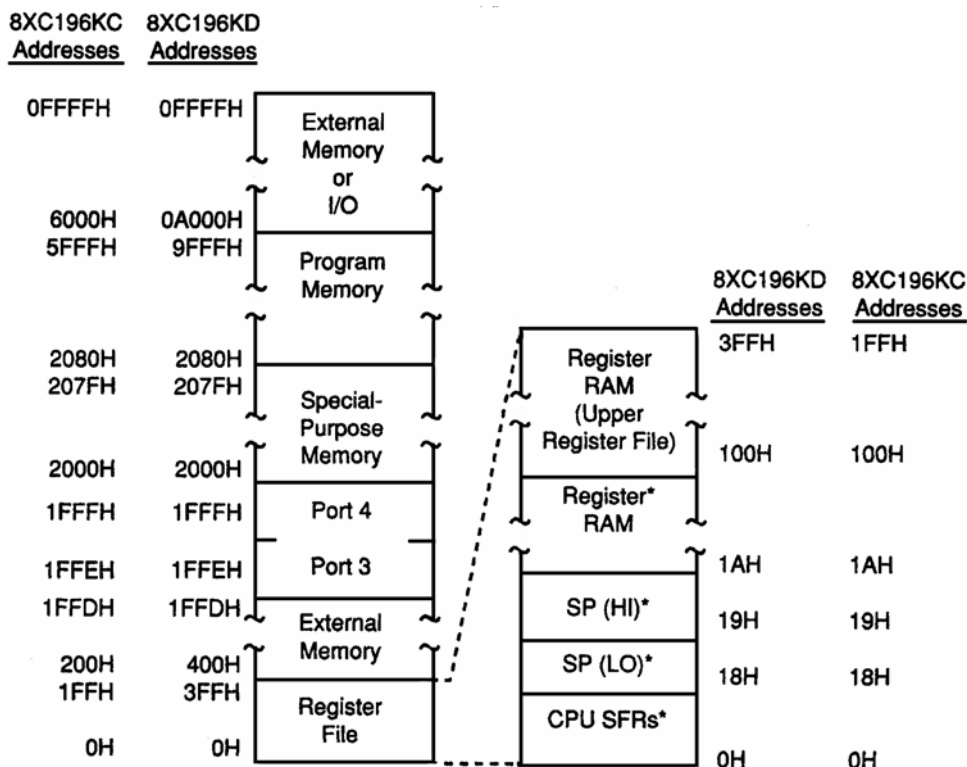 8XC196KC 8XC196KD
Addresses Addresses
0FFFFH 0FFFFH
External
Memory
or
I/O
6000H 0A000H
5FFFH 9FFFH
Program
Memory
2080H 2080H
207FH 207FH
Special-
Purpose
Memory
2000H 2000H
1FFFH 1FFFH Port 4
1FFEH 1FFEH Port 3
1FFDH 1FFDH
External
Memory
200H 400H
1FFH 3FFH
Register
File
0H 0H
8XC196KD 8XC196KC
Addresses Addresses
3FFH 1FFH
Register
RAM
(Upper
Register File)
100H 100H
Register*
RAM
1AH 1AH
SP (HI)*
19H 19H
SP (LO)*
18H 18H
CPU SFRs*
0H 0H